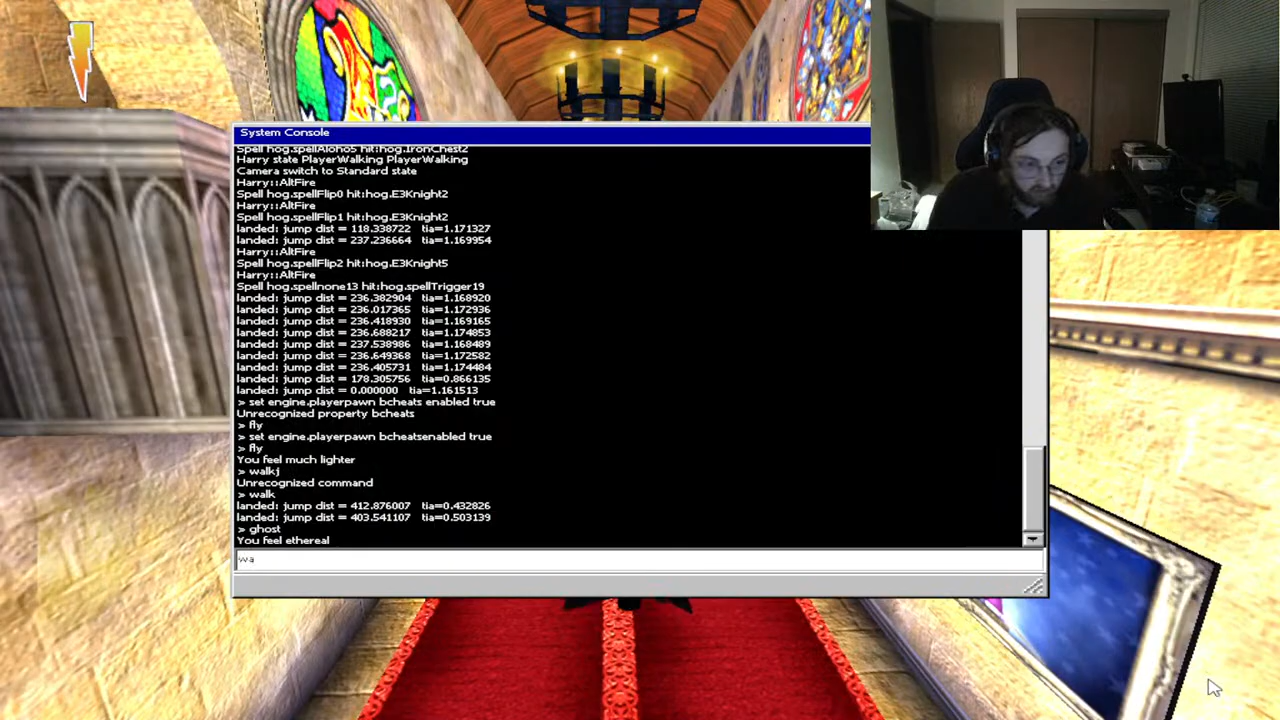 System Console
Spell hog.spellAloho5 hit:hog.IronChest2
Harry state PlayerWalking PlayerWalking
Camera switch to Standard state
Harry::AltFire
Spell hog.spellFlip0 hit:hog.E3Knight2
Harry::AltFire
Spell hog.spellFlip1 hit:hog.E3Knight2
landed: jump dist = 118.338722 tia=1.171327
landed: jump dist = 237.236664 tia=1.169954
Harry::AltFire
Spell hog.spellFlip2 hit:hog.E3Knight5
Harry::AltFire
Spell hog.spellnone13 hit:hog.spellTrigger19
landed: jump dist = 236.382904 tia=1.168920
landed: jump dist = 236.017365 tia=1.172936
landed: jump dist = 236.418930 tia=1.169165
landed: jump dist = 236.688217 tia=1.174853
landed: jump dist = 237.538986 tia=1.168489
landed: jump dist = 236.649368 tia=1.172582
landed: jump dist = 236.405731 tia=1.174484
landed: jump dist = 178.305756 tia=0.866135
landed: jump dist = 0.000000 tia=1.161513
> set engine.playerpawn bcheats enabled true
Unrecognized property bcheats
> fly
> set engine.playerpawn bcheatsenabled true
> fly
You feel much lighter
> walkj
Unrecognized command
> walk
landed: jump dist = 412.876007 tia=0.432826
landed: jump dist = 403.541107 tia=0.503139
> ghost
You feel ethereal
wa